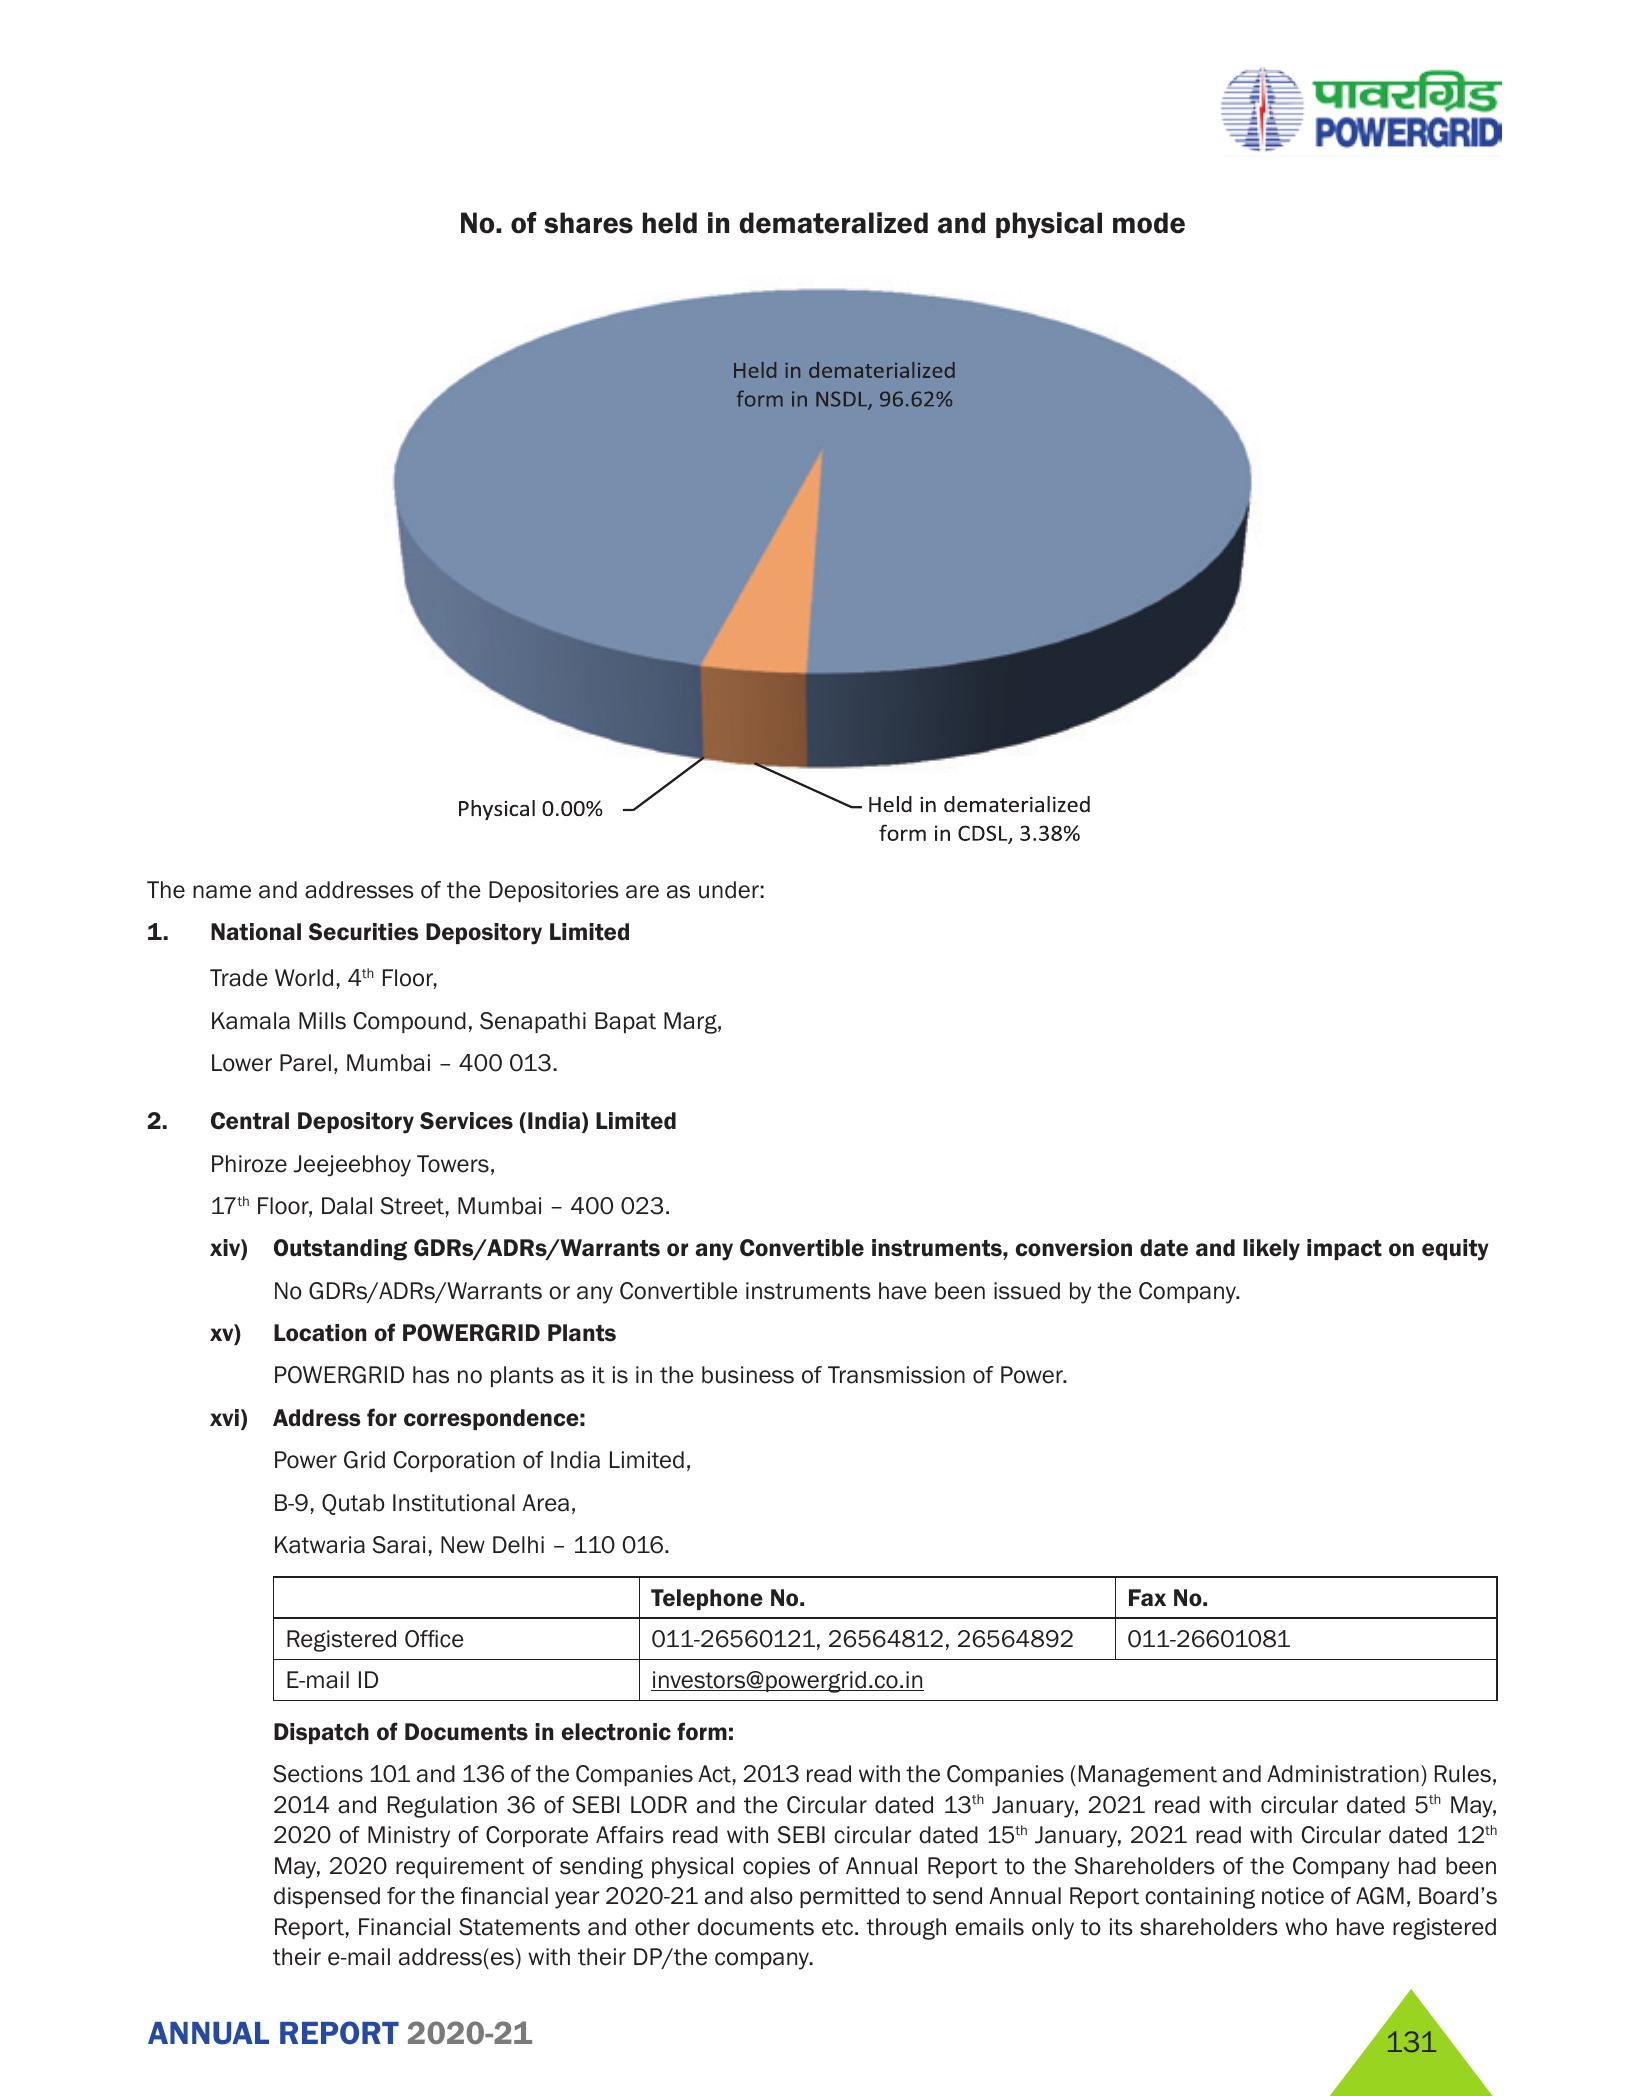 पावरग्रिड
POWERGRID
No. of shares held in demateralized and physical mode
Held in dematerialized
form in NSDL, 96.62%
Physical 0.00%
Held in dematerialized
form in CDSL, 3.38%
The name and addresses of the Depositories are as under:
1. National Securities Depository Limited
Trade World, 4th Floor,
Kamala Mills Compound, Senapathi Bapat Marg,
Lower Parel, Mumbai – 400 013.
2. Central Depository Services (India) Limited
Phiroze Jeejeebhoy Towers,
17th Floor, Dalal Street, Mumbai – 400 023.
xiv) Outstanding GDRs/ADRs/Warrants or any Convertible instruments, conversion date and likely impact on equity
No GDRs/ADRs/Warrants or any Convertible instruments have been issued by the Company.
xv) Location of POWERGRID Plants
POWERGRID has no plants as it is in the business of Transmission of Power.
xvi) Address for correspondence:
Power Grid Corporation of India Limited,
B-9, Qutab Institutional Area,
Katwaria Sarai, New Delhi – 110 016.
Telephone No. Fax No.
Registered Office 011-26560121, 26564812, 26564892 011-26601081
E-mail ID investors@powergrid.co.in
Dispatch of Documents in electronic form:
Sections 101 and 136 of the Companies Act, 2013 read with the Companies (Management and Administration) Rules,
2014 and Regulation 36 of SEBI LODR and the Circular dated 13th January, 2021 read with circular dated 5th May,
2020 of Ministry of Corporate Affairs read with SEBI circular dated 15th January, 2021 read with Circular dated 12th
May, 2020 requirement of sending physical copies of Annual Report to the Shareholders of the Company had been
dispensed for the financial year 2020-21 and also permitted to send Annual Report containing notice of AGM, Board’s
Report, Financial Statements and other documents etc. through emails only to its shareholders who have registered
their e-mail address(es) with their DP/the company.
ANNUAL REPORT 2020-21
131